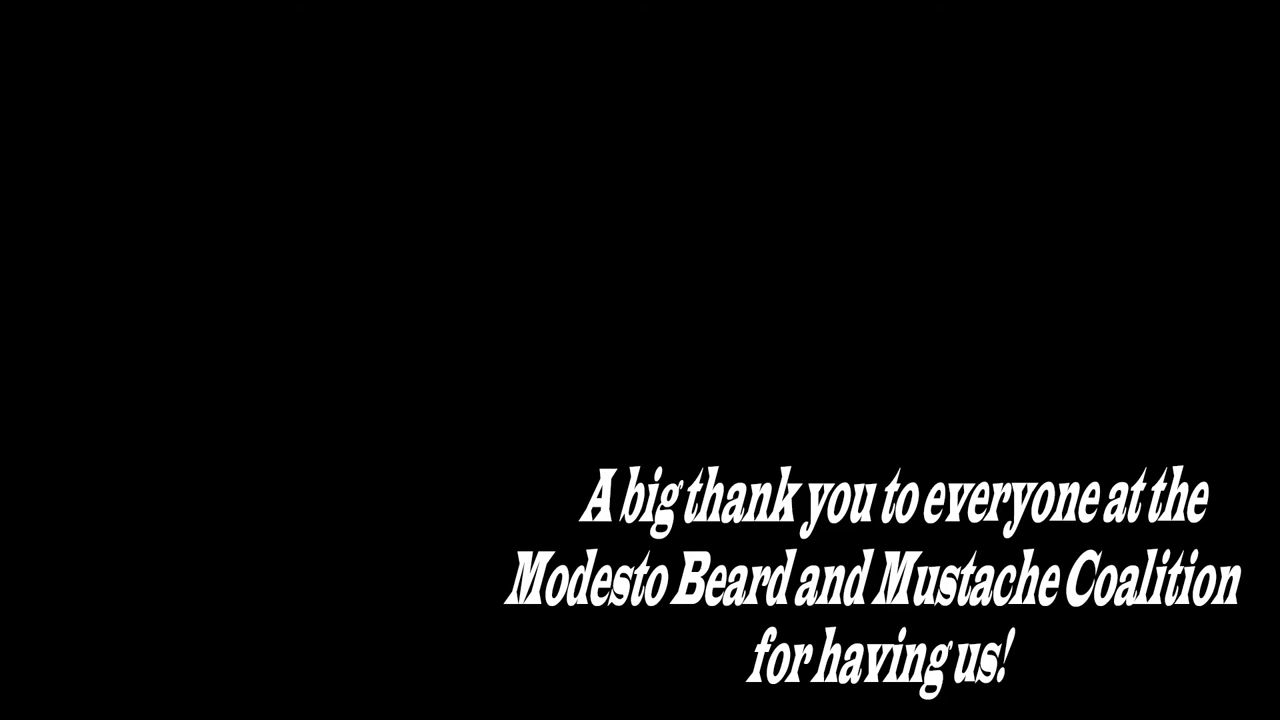 A big thank you to everyone at the
Modesto Beard and Mustache Coalition
for having us!